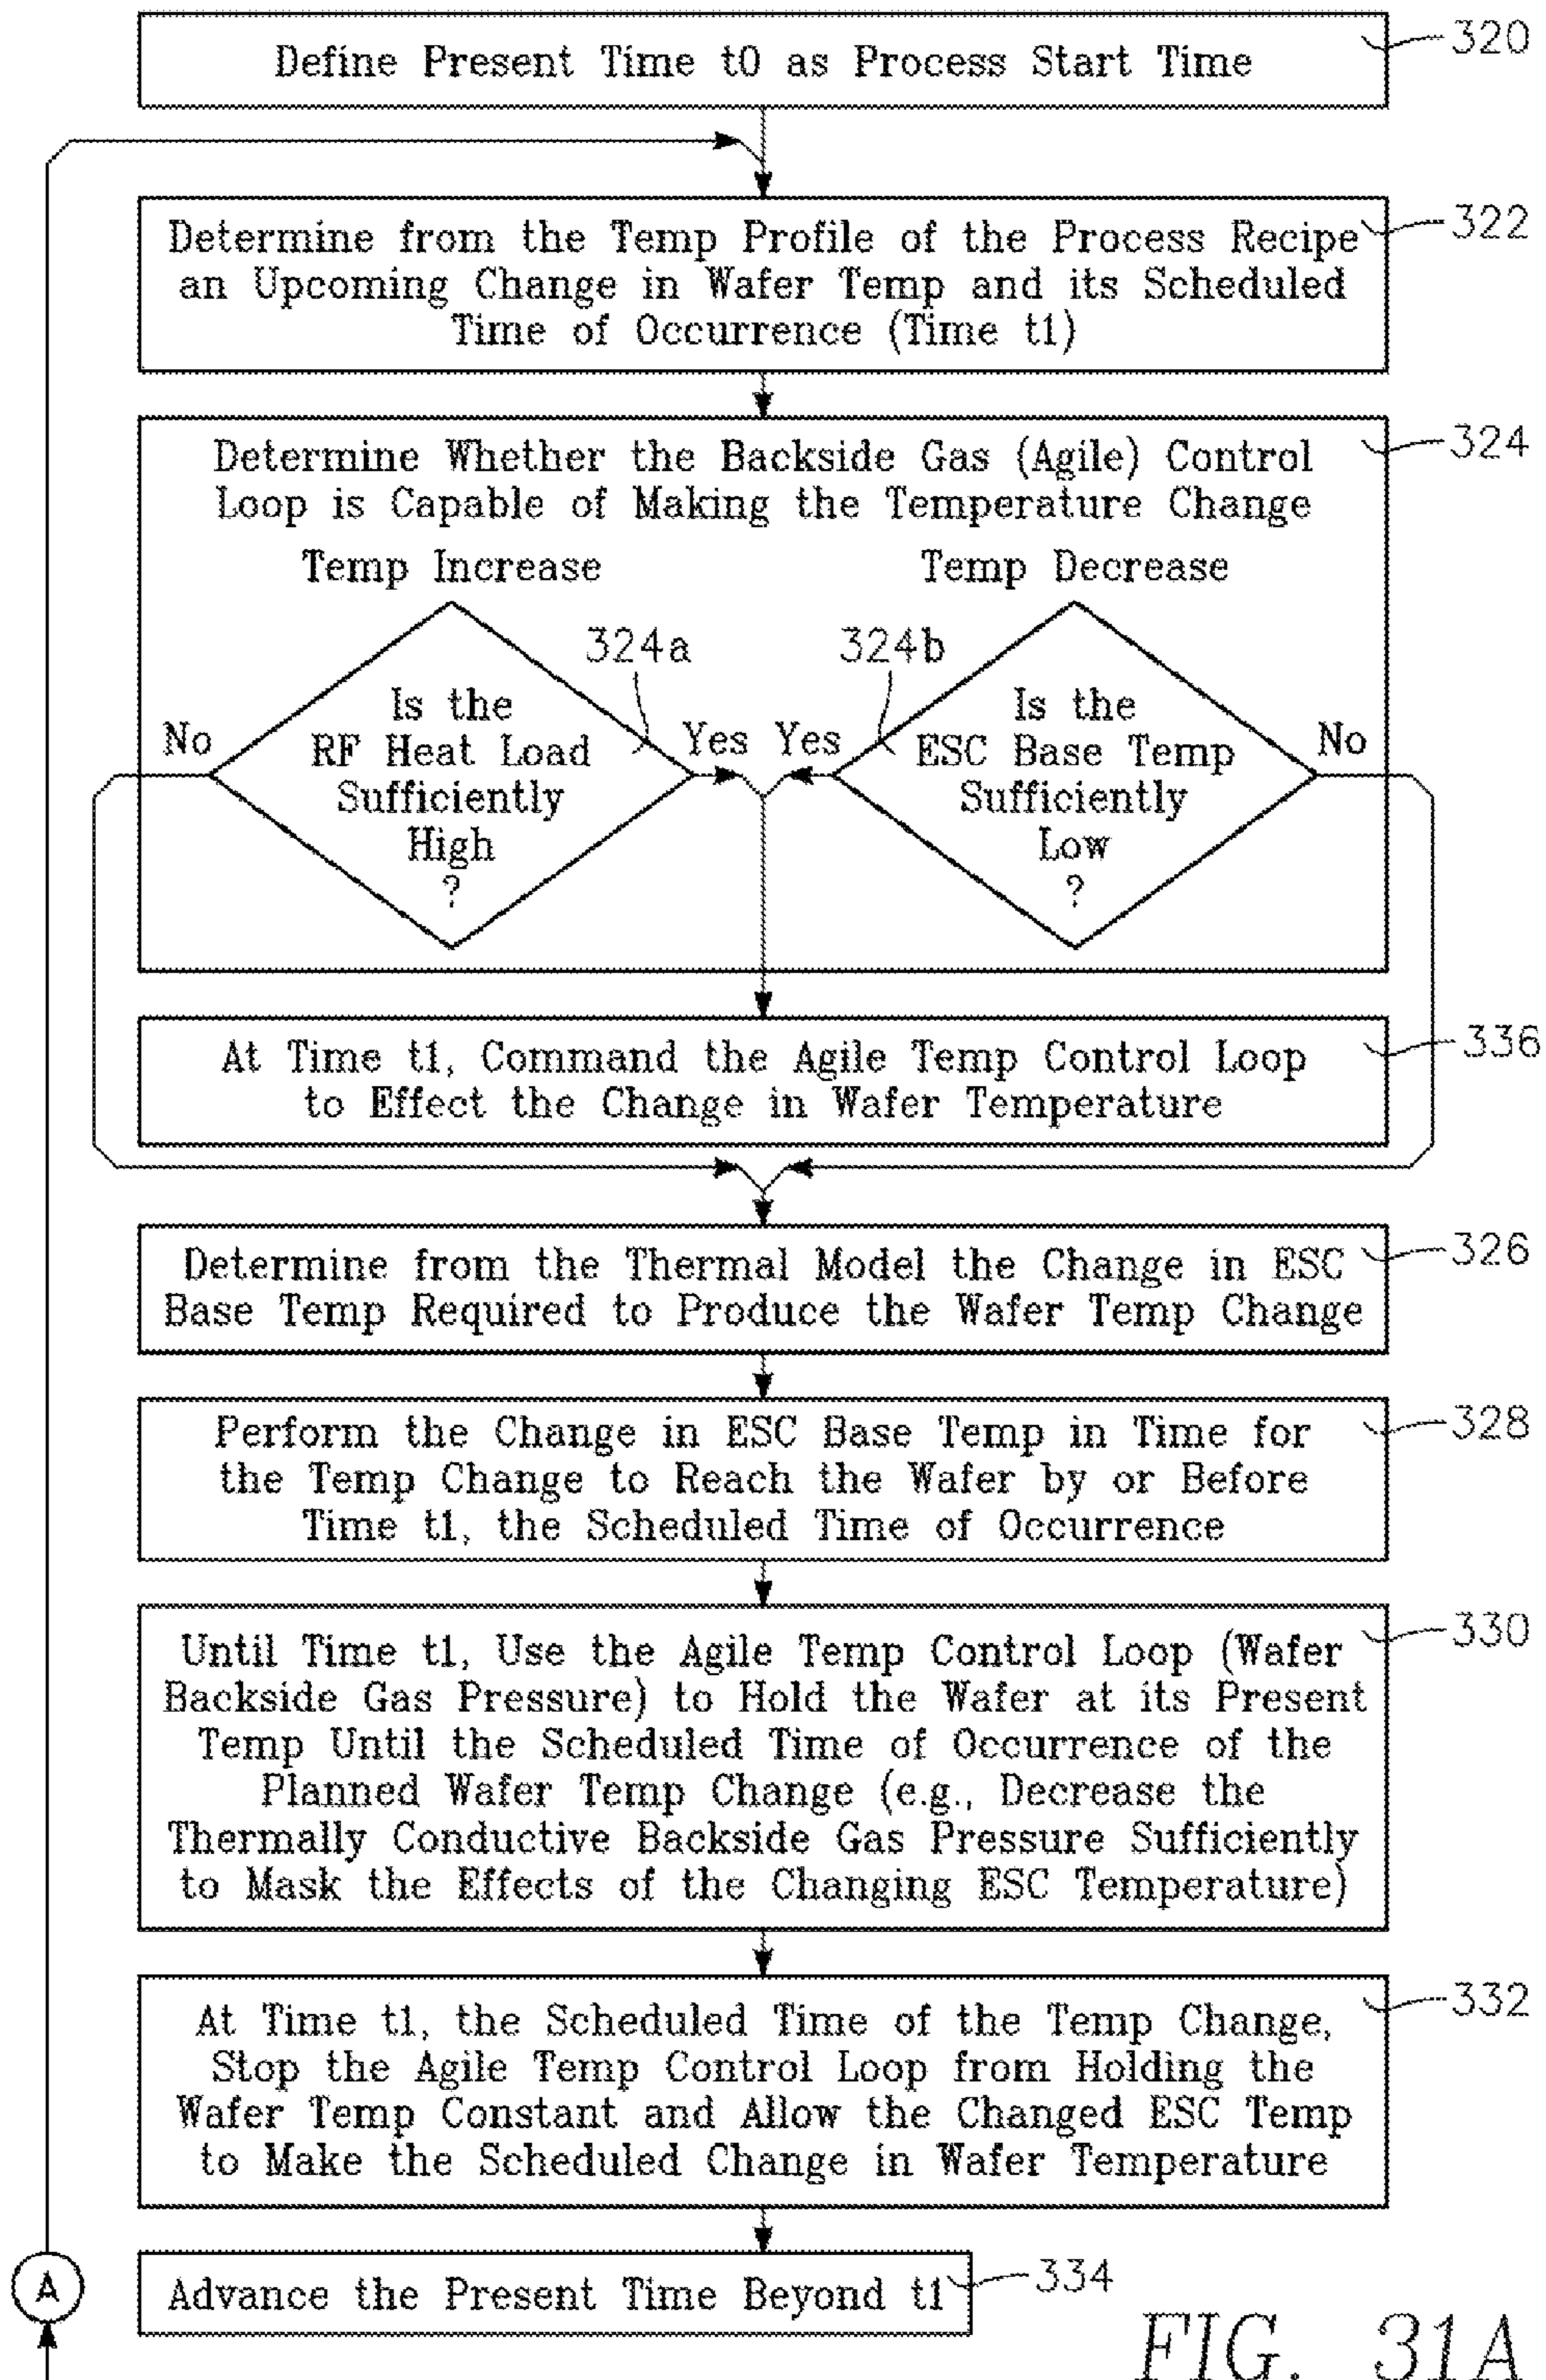 Define Present Time t0 as Process Start Time
320
Determine from the Temp Profile of the Process Recipe
an Upcoming Change in Wafer Temp and its Scheduled
Time of Occurrence (Time t1)
322
Determine Whether the Backside Gas (Agile) Control
Loop is Capable of Making the Temperature Change
324
Temp Increase
Temp Decrease
324a
324b
No
Is the
RF Heat Load
Sufficiently
High
?
Yes
Yes
Is the
ESC Base Temp
Sufficiently
Low
?
No
At Time t1, Command the Agile Temp Control Loop
to Effect the Change in Wafer Temperature
336
Determine from the Thermal Model the Change in ESC
Base Temp Required to Produce the Wafer Temp Change
326
Perform the Change in ESC Base Temp in Time for
the Temp Change to Reach the Wafer by or Before
Time t1, the Scheduled Time of Occurrence
328
Until Time t1, Use the Agile Temp Control Loop (Wafer
Backside Gas Pressure) to Hold the Wafer at its Present
Temp Until the Scheduled Time of Occurrence of the
Planned Wafer Temp Change (e.g., Decrease the
Thermally Conductive Backside Gas Pressure Sufficiently
to Mask the Effects of the Changing ESC Temperature)
330
At Time t1, the Scheduled Time of the Temp Change,
Stop the Agile Temp Control Loop from Holding the
Wafer Temp Constant and Allow the Changed ESC Temp
to Make the Scheduled Change in Wafer Temperature
332
A
Advance the Present Time Beyond t1
334
FIG. 31A